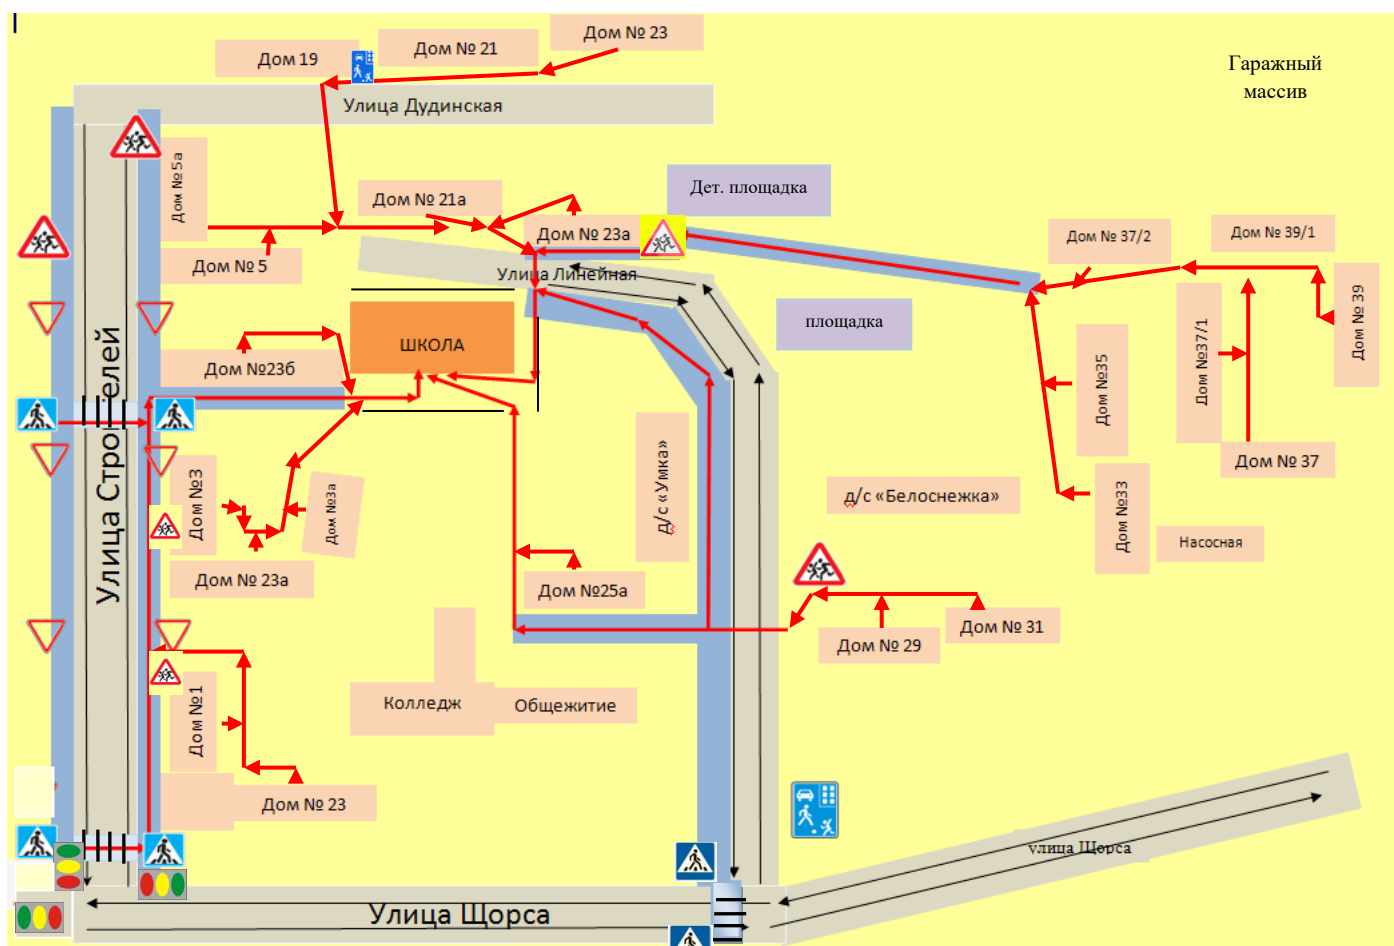 Дом № 23
Дом № 21
Дом 19
Гаражный
массив
Улица Дудинская
Дом № 5а
Дом № 21а
Дет. площадка
Дом № 23а
Дом № 37/2
Дом № 39/1
Дом № 5
Улица Линейная
Дом № 39
площадка
Дом №37/1
ШКОЛА
Дом №23б
Дом №35
Улица Стро елей
Дом № 37
д/с «Умка»
Дом №3
Дом №3а
д/с «Белоснежка»
Дом №33
Насосная
Дом № 23а
Дом №25а
Дом № 31
Дом № 29
Дом №1
Колледж
Общежитие
Дом № 23
улица Щорса
Улица Щорса